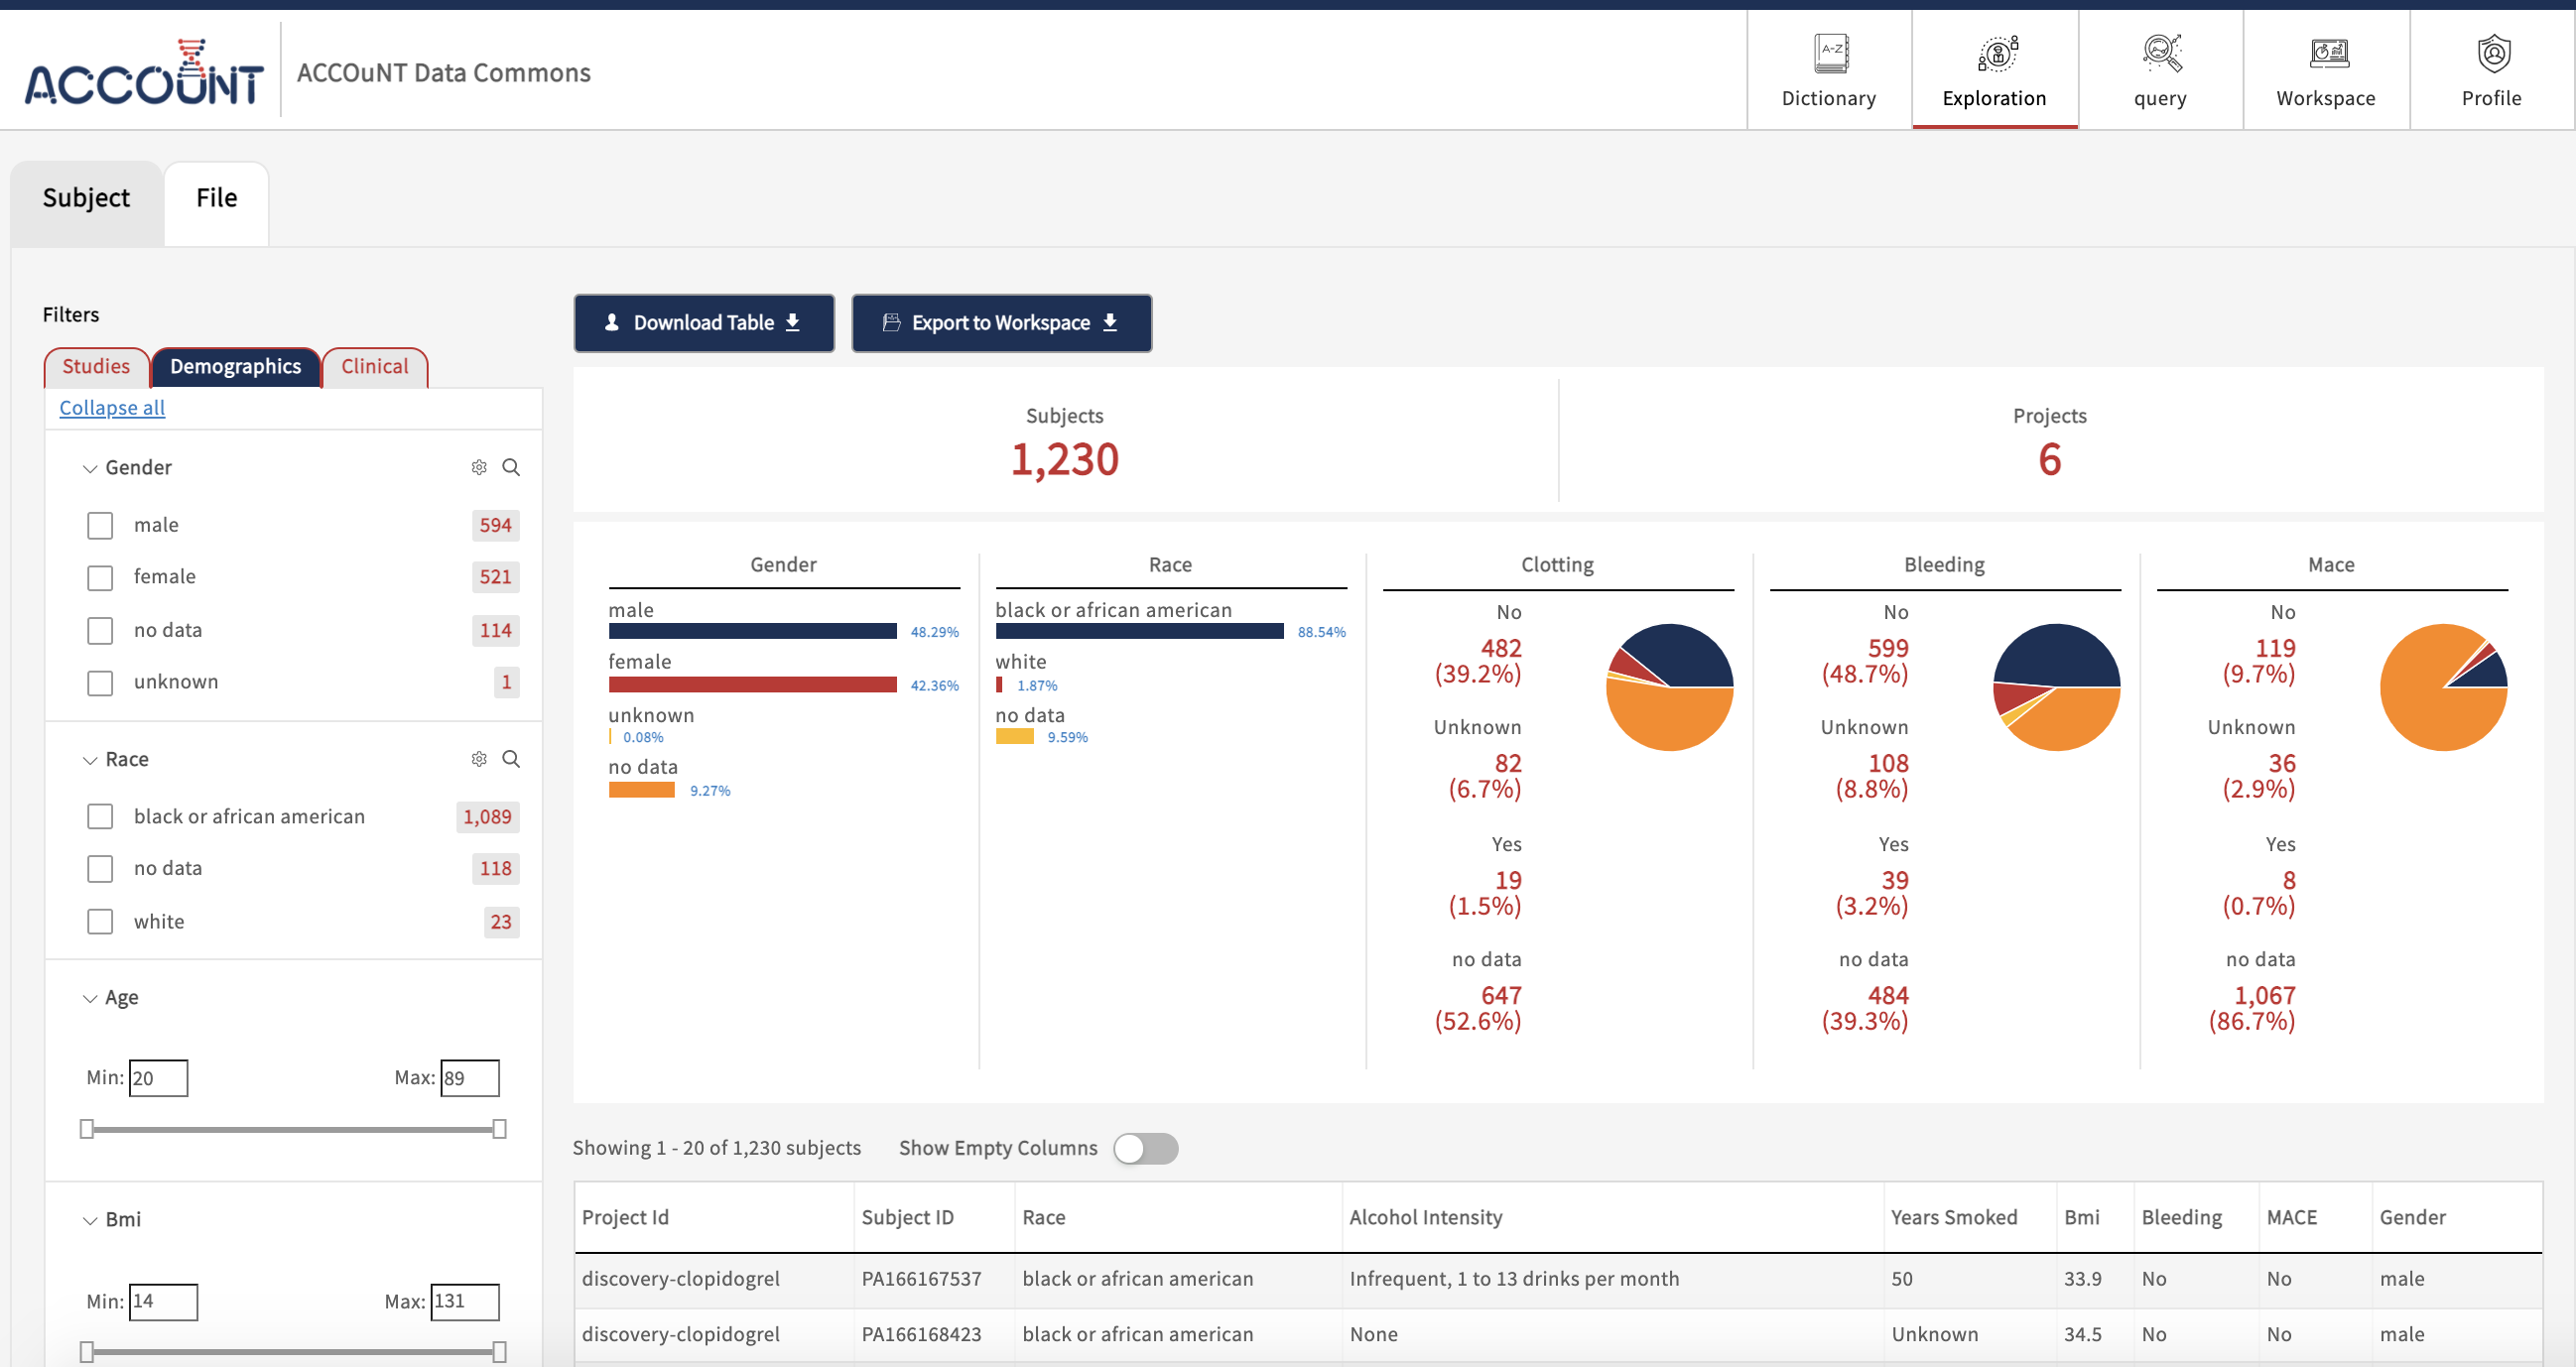 ACCOuNT
ACCOuNT Data Commons
A-Z
Dictionary
Exploration
query
Workspace
Profile
Subject
File
Filters
Studies
Demographics
Clinical
Collapse all
Gender
male 594
female 521
no data 114
unknown 1
Race
black or african american 1,089
no data 118
white 23
Age
Min: 20 Max: 89
Bmi
Min: 14 Max: 131
Download Table
Export to Workspace
Subjects
1,230
Projects
6
Gender
male
48.29%
female
42.36%
unknown
0.08%
no data
9.27%
Race
black or african american
88.54%
white
1.87%
no data
9.59%
Clotting
No
482
(39.2%)
Unknown
82
(6.7%)
Yes
19
(1.5%)
no data
647
(52.6%)
Bleeding
No
599
(48.7%)
Unknown
108
(8.8%)
Yes
39
(3.2%)
no data
484
(39.3%)
Mace
No
119
(9.7%)
Unknown
36
(2.9%)
Yes
8
(0.7%)
no data
1,067
(86.7%)
Showing 1 - 20 of 1,230 subjects Show Empty Columns
Project Id Subject ID Race Alcohol Intensity Years Smoked Bmi Bleeding MACE Gender
discovery-clopidogrel PA166167537 black or african american Infrequent, 1 to 13 drinks per month 50 33.9 No No male
discovery-clopidogrel PA166168423 black or african american None Unknown 34.5 No No male